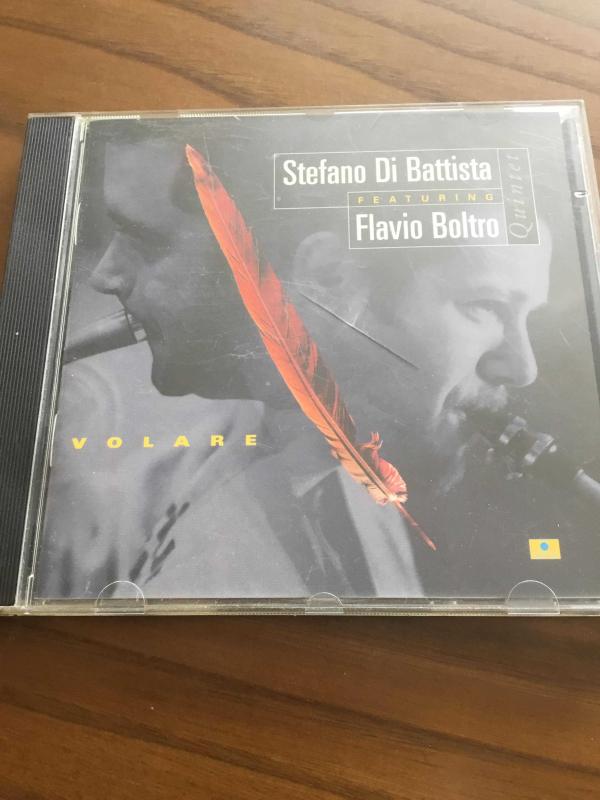 Stefano Di Battista
FEATURING
Flavio Boltro
Quintet
VOLARE